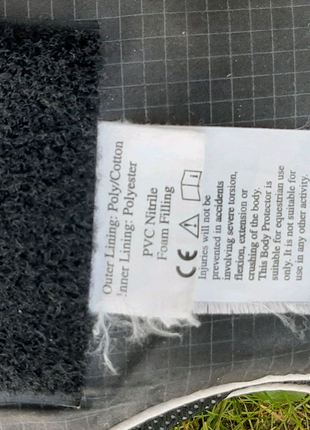 Outer Lining: Poly/Cotton
Inner Lining: Polyester
PVC Nitrile
Foam Filling
CE
Injuries will not be
prevented in accidents
involving severe torsion,
flexion, extension or
crushing of the body.
This Body Protector is
suitable for equestrian use
only. It is not suitable for
use in any other activity.